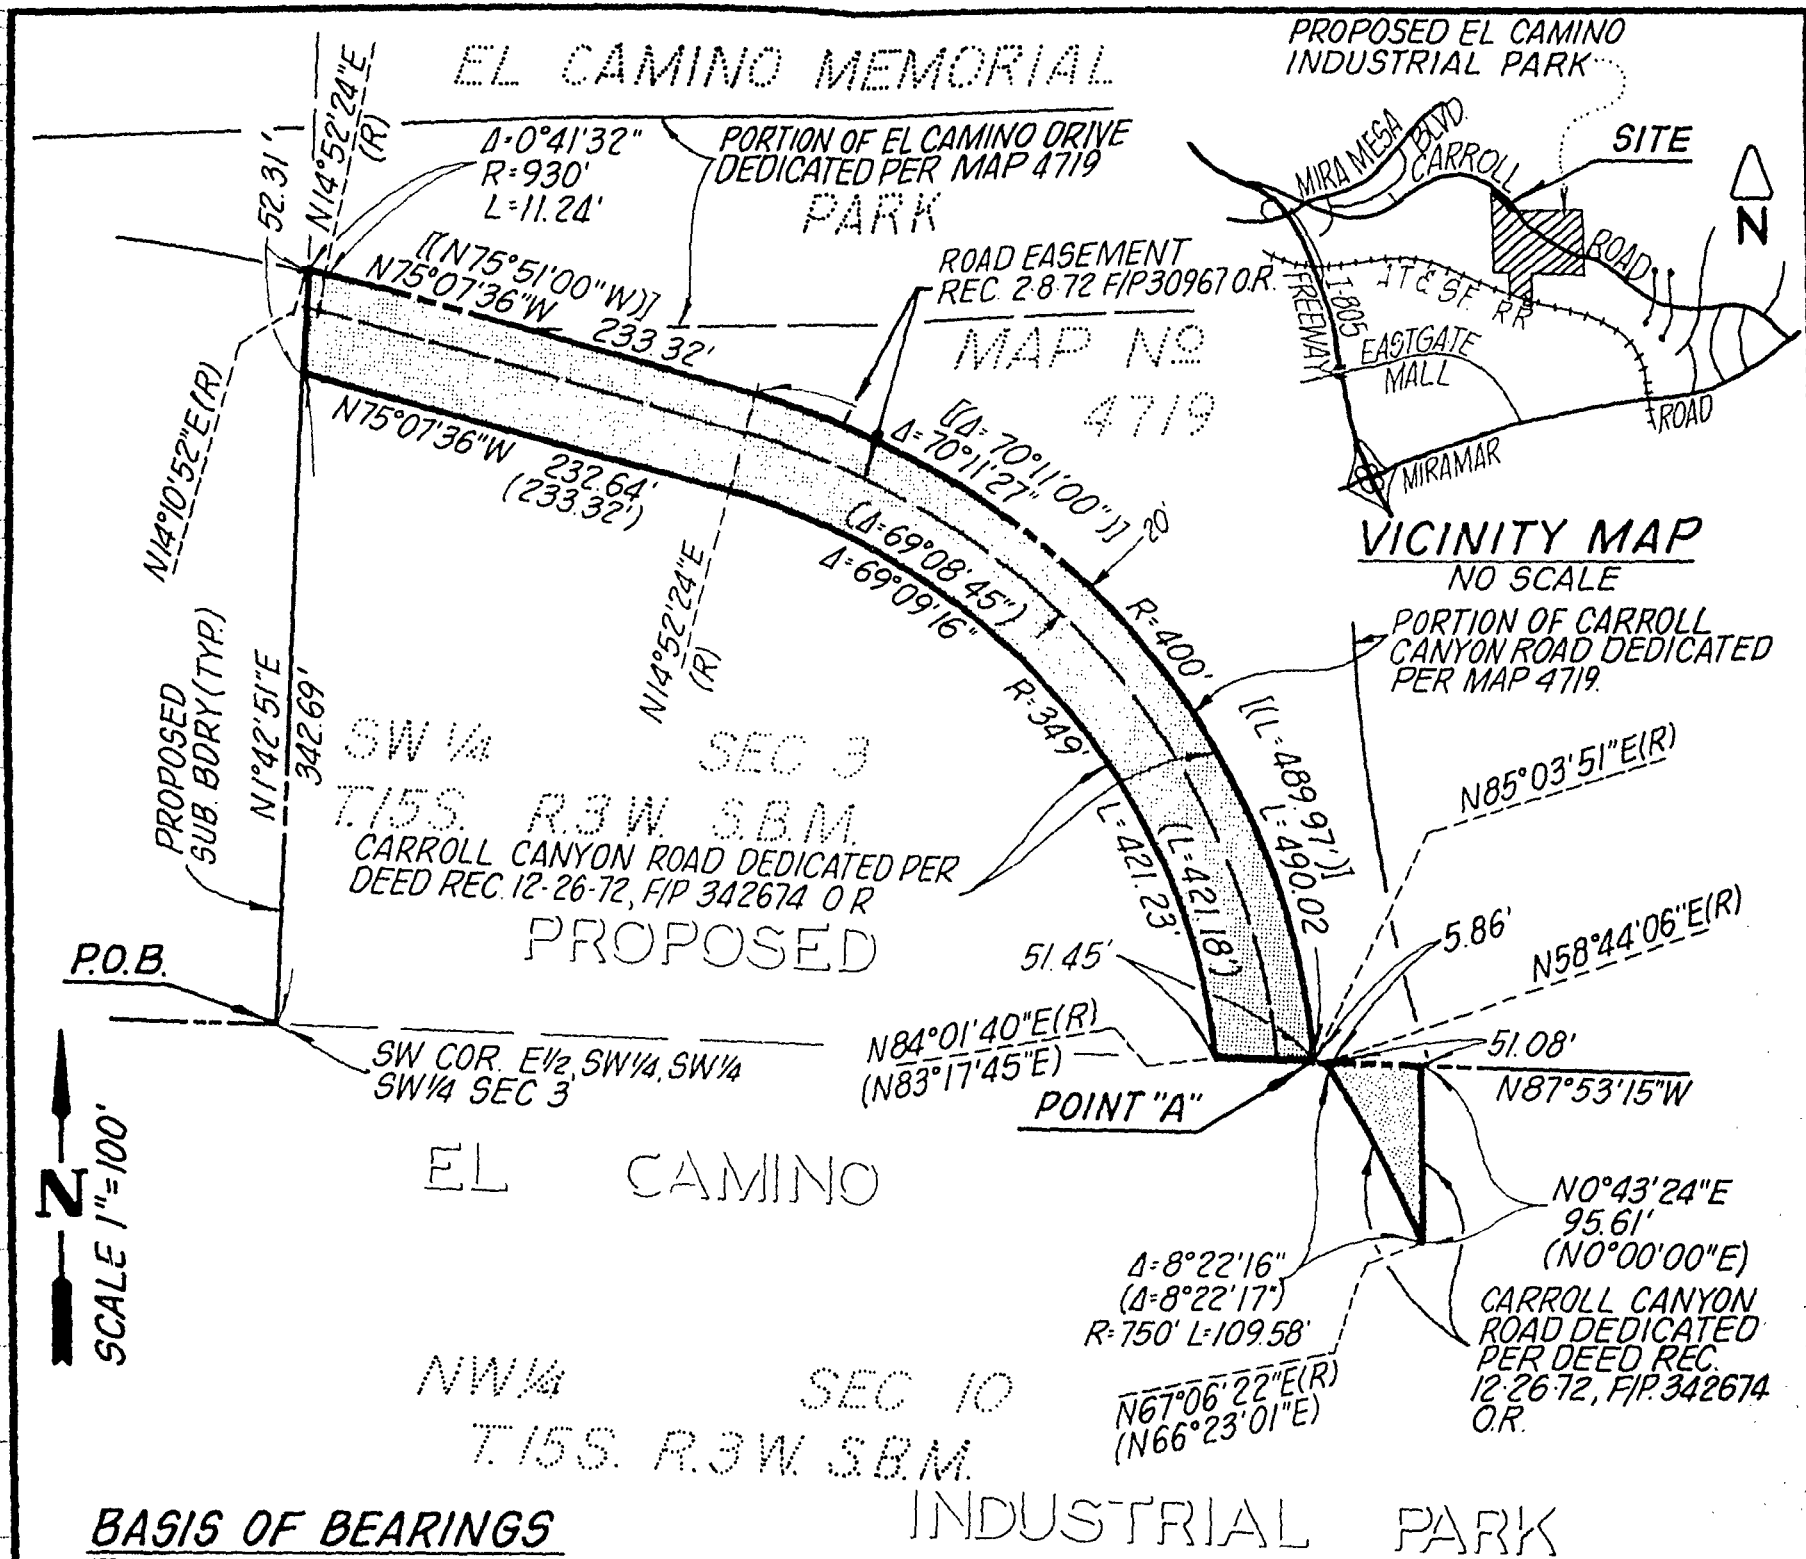 EL CAMINO MEMORIAL
PARK
MAP Nº
4719
N14°52'24"E
(R)
52.31'
Δ=0°41'32"
R=930'
L=11.24'
PORTION OF EL CAMINO DRIVE
DEDICATED PER MAP 4719
[(N75°51'00"W)]
N75°07'36"W
233.32'
ROAD EASEMENT
REC. 2-8-72 F/P309670.R.
N14°10'52"E(R)
N75°07'36"W
232.64'
(233.32')
[(Δ=70°11'00")]
Δ=70°11'27"
20'
(Δ=69°08'45")
Δ=69°09'16"
N14°52'24"E
(R)
R=400'
R=349'
PROPOSED EL CAMINO
INDUSTRIAL PARK
SITE
MIRA MESA
BLVD.
CARROLL
ROAD
N
AT & SF. RR
I-805
FREEWAY
EASTGATE
MALL
MIRAMAR
ROAD
VICINITY MAP
NO SCALE
PORTION OF CARROLL
CANYON ROAD DEDICATED
PER MAP 4719.
PROPOSED
SUB. BDRY (TYP.)
N1°42'51"E
342.69'
SW 1/4 SEC 3
T.15S. R.3W. S.B.M.
CARROLL CANYON ROAD DEDICATED PER
DEED REC. 12-26-72, F/P 342674 O R
PROPOSED
[(L=489.97')]
L=490.02
(L=421.18')
L=421.23'
N85°03'51"E(R)
5.86'
N58°44'06"E(R)
51.45'
P.O.B.
SW COR. E1/2, SW1/4, SW1/4
SW1/4 SEC 3
N84°01'40"E(R)
(N83°17'45"E)
POINT "A"
51.08'
N87°53'15"W
EL CAMINO
N
SCALE 1"=100'
N0°43'24"E
95.61'
(N0°00'00"E)
Δ=8°22'16"
(Δ=8°22'17")
R=750' L=109.58'
CARROLL CANYON
ROAD DEDICATED
PER DEED REC.
12-26-72, F/P. 342674
O.R.
N67°06'22"E(R)
(N66°23'01"E)
NW1/4 SEC 10
T.15S. R.3W. S.B.M.
INDUSTRIAL PARK
BASIS OF BEARINGS